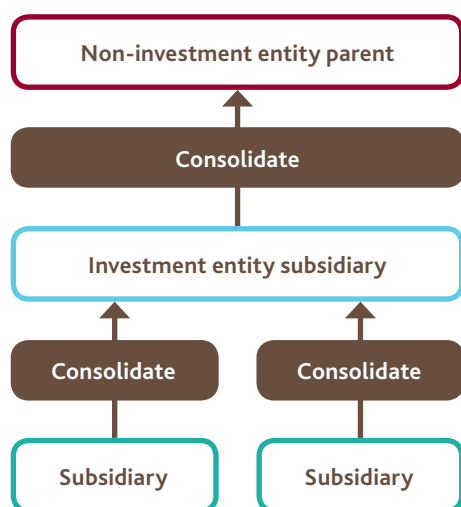 Non-investment entity parent
Consolidate
Investment entity subsidiary
Consolidate
Consolidate
Subsidiary
Subsidiary